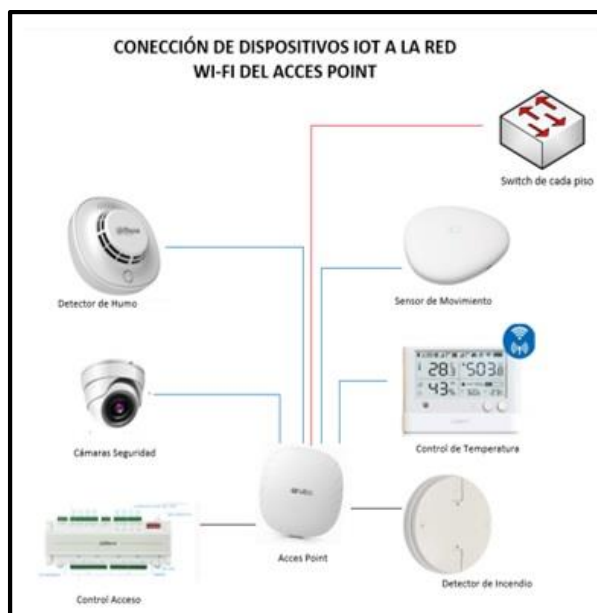 CONECCIÓN DE DISPOSITIVOS IOT A LA RED
WI-FI DEL ACCES POINT
Switch de cada piso
Detector de Humo
Sensor de Movimiento
28.
43%
Cámaras Seguridad
Control de Temperatura
aruba
Control Acceso
Acces Point
Detector de Incendio